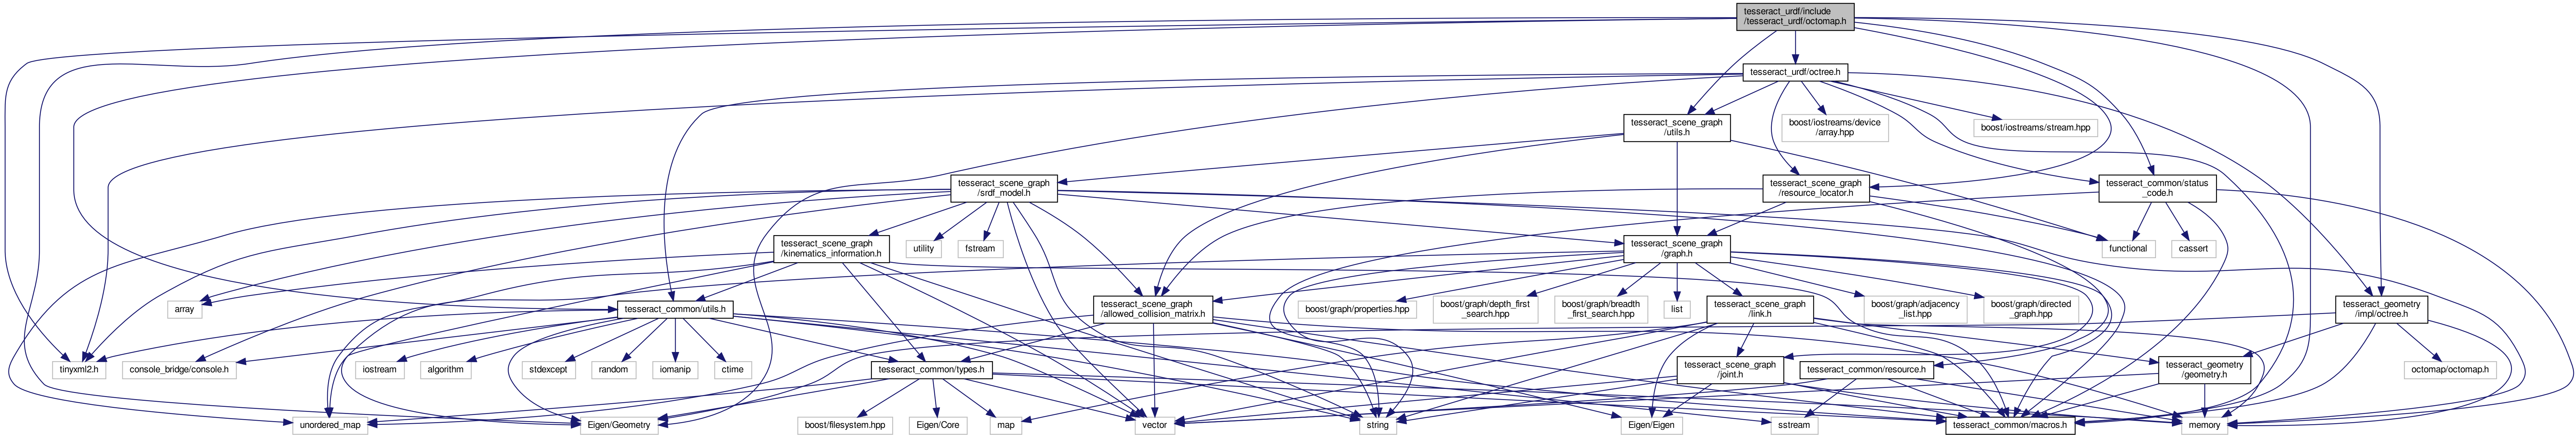 tesseract_urdf/include
/tesseract_urdf/octomap.h
tesseract_urdf/octree.h
tesseract_scene_graph
/utils.h
boost/iostreams/device
/array.hpp
boost/iostreams/stream.hpp
tesseract_scene_graph
/srdf_model.h
tesseract_scene_graph
/resource_locator.h
tesseract_common/status
_code.h
tesseract_scene_graph
/kinematics_information.h
utility
fstream
tesseract_scene_graph
/graph.h
functional
cassert
array
tesseract_common/utils.h
tesseract_scene_graph
/allowed_collision_matrix.h
boost/graph/properties.hpp
boost/graph/depth_first
_search.hpp
boost/graph/breadth
_first_search.hpp
list
tesseract_scene_graph
/link.h
boost/graph/adjacency
_list.hpp
boost/graph/directed
_graph.hpp
tesseract_geometry
/impl/octree.h
tinyxml2.h
console_bridge/console.h
iostream
algorithm
stdexcept
random
iomanip
ctime
tesseract_common/types.h
tesseract_scene_graph
/joint.h
tesseract_common/resource.h
tesseract_geometry
/geometry.h
octomap/octomap.h
unordered_map
Eigen/Geometry
boost/filesystem.hpp
Eigen/Core
map
vector
string
Eigen/Eigen
sstream
tesseract_common/macros.h
memory